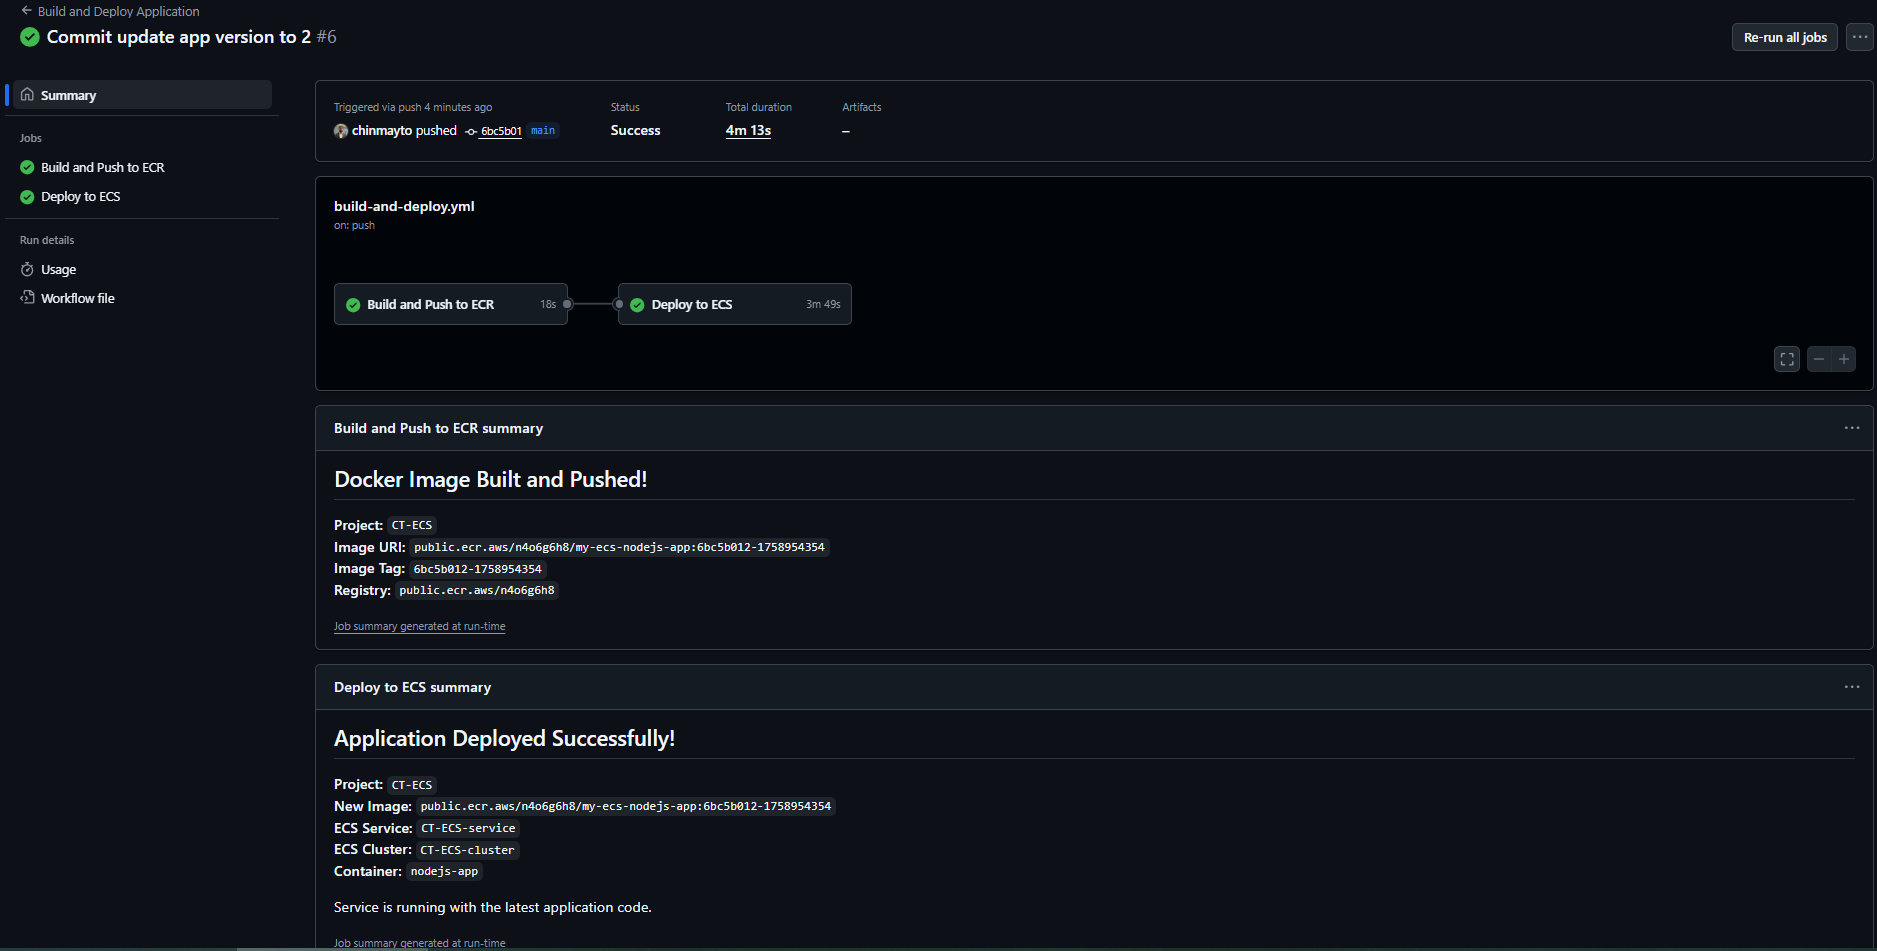 Build and Deploy Application
Commit update app version to 2 #6
Re-run all jobs
Summary
Jobs
Build and Push to ECR
Deploy to ECS
Run details
Usage
Workflow file
Triggered via push 4 minutes ago
chinmayto pushed 6bc5b01 main
Status
Success
Total duration
4m 13s
Artifacts
–
build-and-deploy.yml
on: push
Build and Push to ECR 18s
Deploy to ECS 3m 49s
Build and Push to ECR summary
Docker Image Built and Pushed!
Project: CT-ECS
Image URI: public.ecr.aws/n4o6g6h8/my-ecs-nodejs-app:6bc5b012-1758954354
Image Tag: 6bc5b012-1758954354
Registry: public.ecr.aws/n4o6g6h8
Job summary generated at run-time
Deploy to ECS summary
Application Deployed Successfully!
Project: CT-ECS
New Image: public.ecr.aws/n4o6g6h8/my-ecs-nodejs-app:6bc5b012-1758954354
ECS Service: CT-ECS-service
ECS Cluster: CT-ECS-cluster
Container: nodejs-app
Service is running with the latest application code.
Job summary generated at run-time